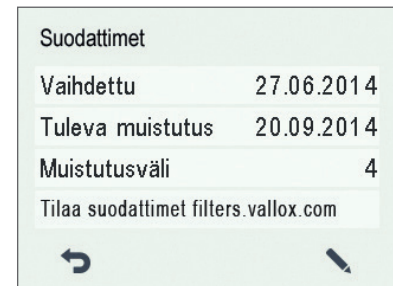 Suodattimet
Vaihdettu 27.06.2014
Tuleva muistutus 20.09.2014
Muistutusväli 4
Tilaa suodattimet filters.vallox.com